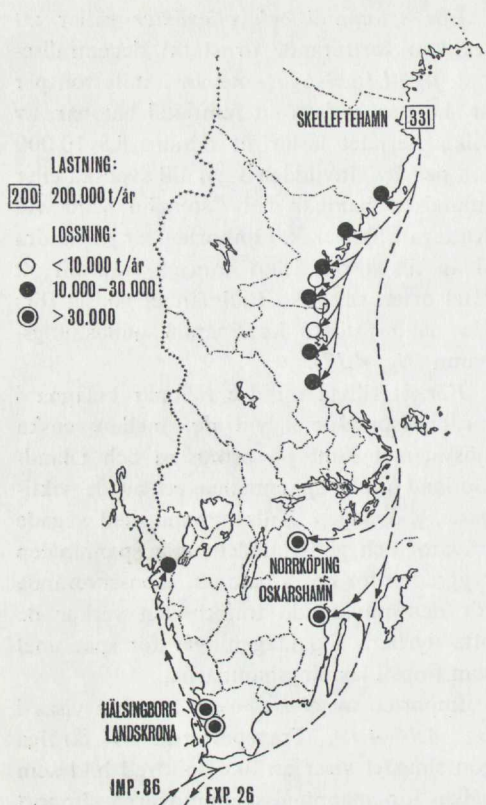 SKELLEFTEHAMN 331
LASTNING:
200 200.000 t/år
LOSSNING:
< 10.000 t/år
10.000 – 30.000
> 30.000
NORRKÖPING
OSKARSHAMN
HÄLSINGBORG
LANDSKRONA
IMP. 86 EXP. 26